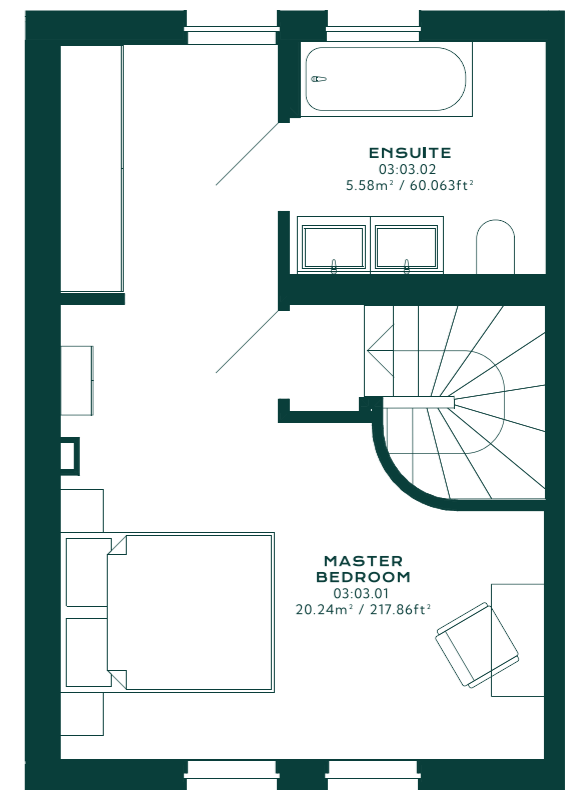 ENSUITE
03:03.02
5.58m² / 60.063ft²
MASTER
BEDROOM
03:03.01
20.24m² / 217.86ft²